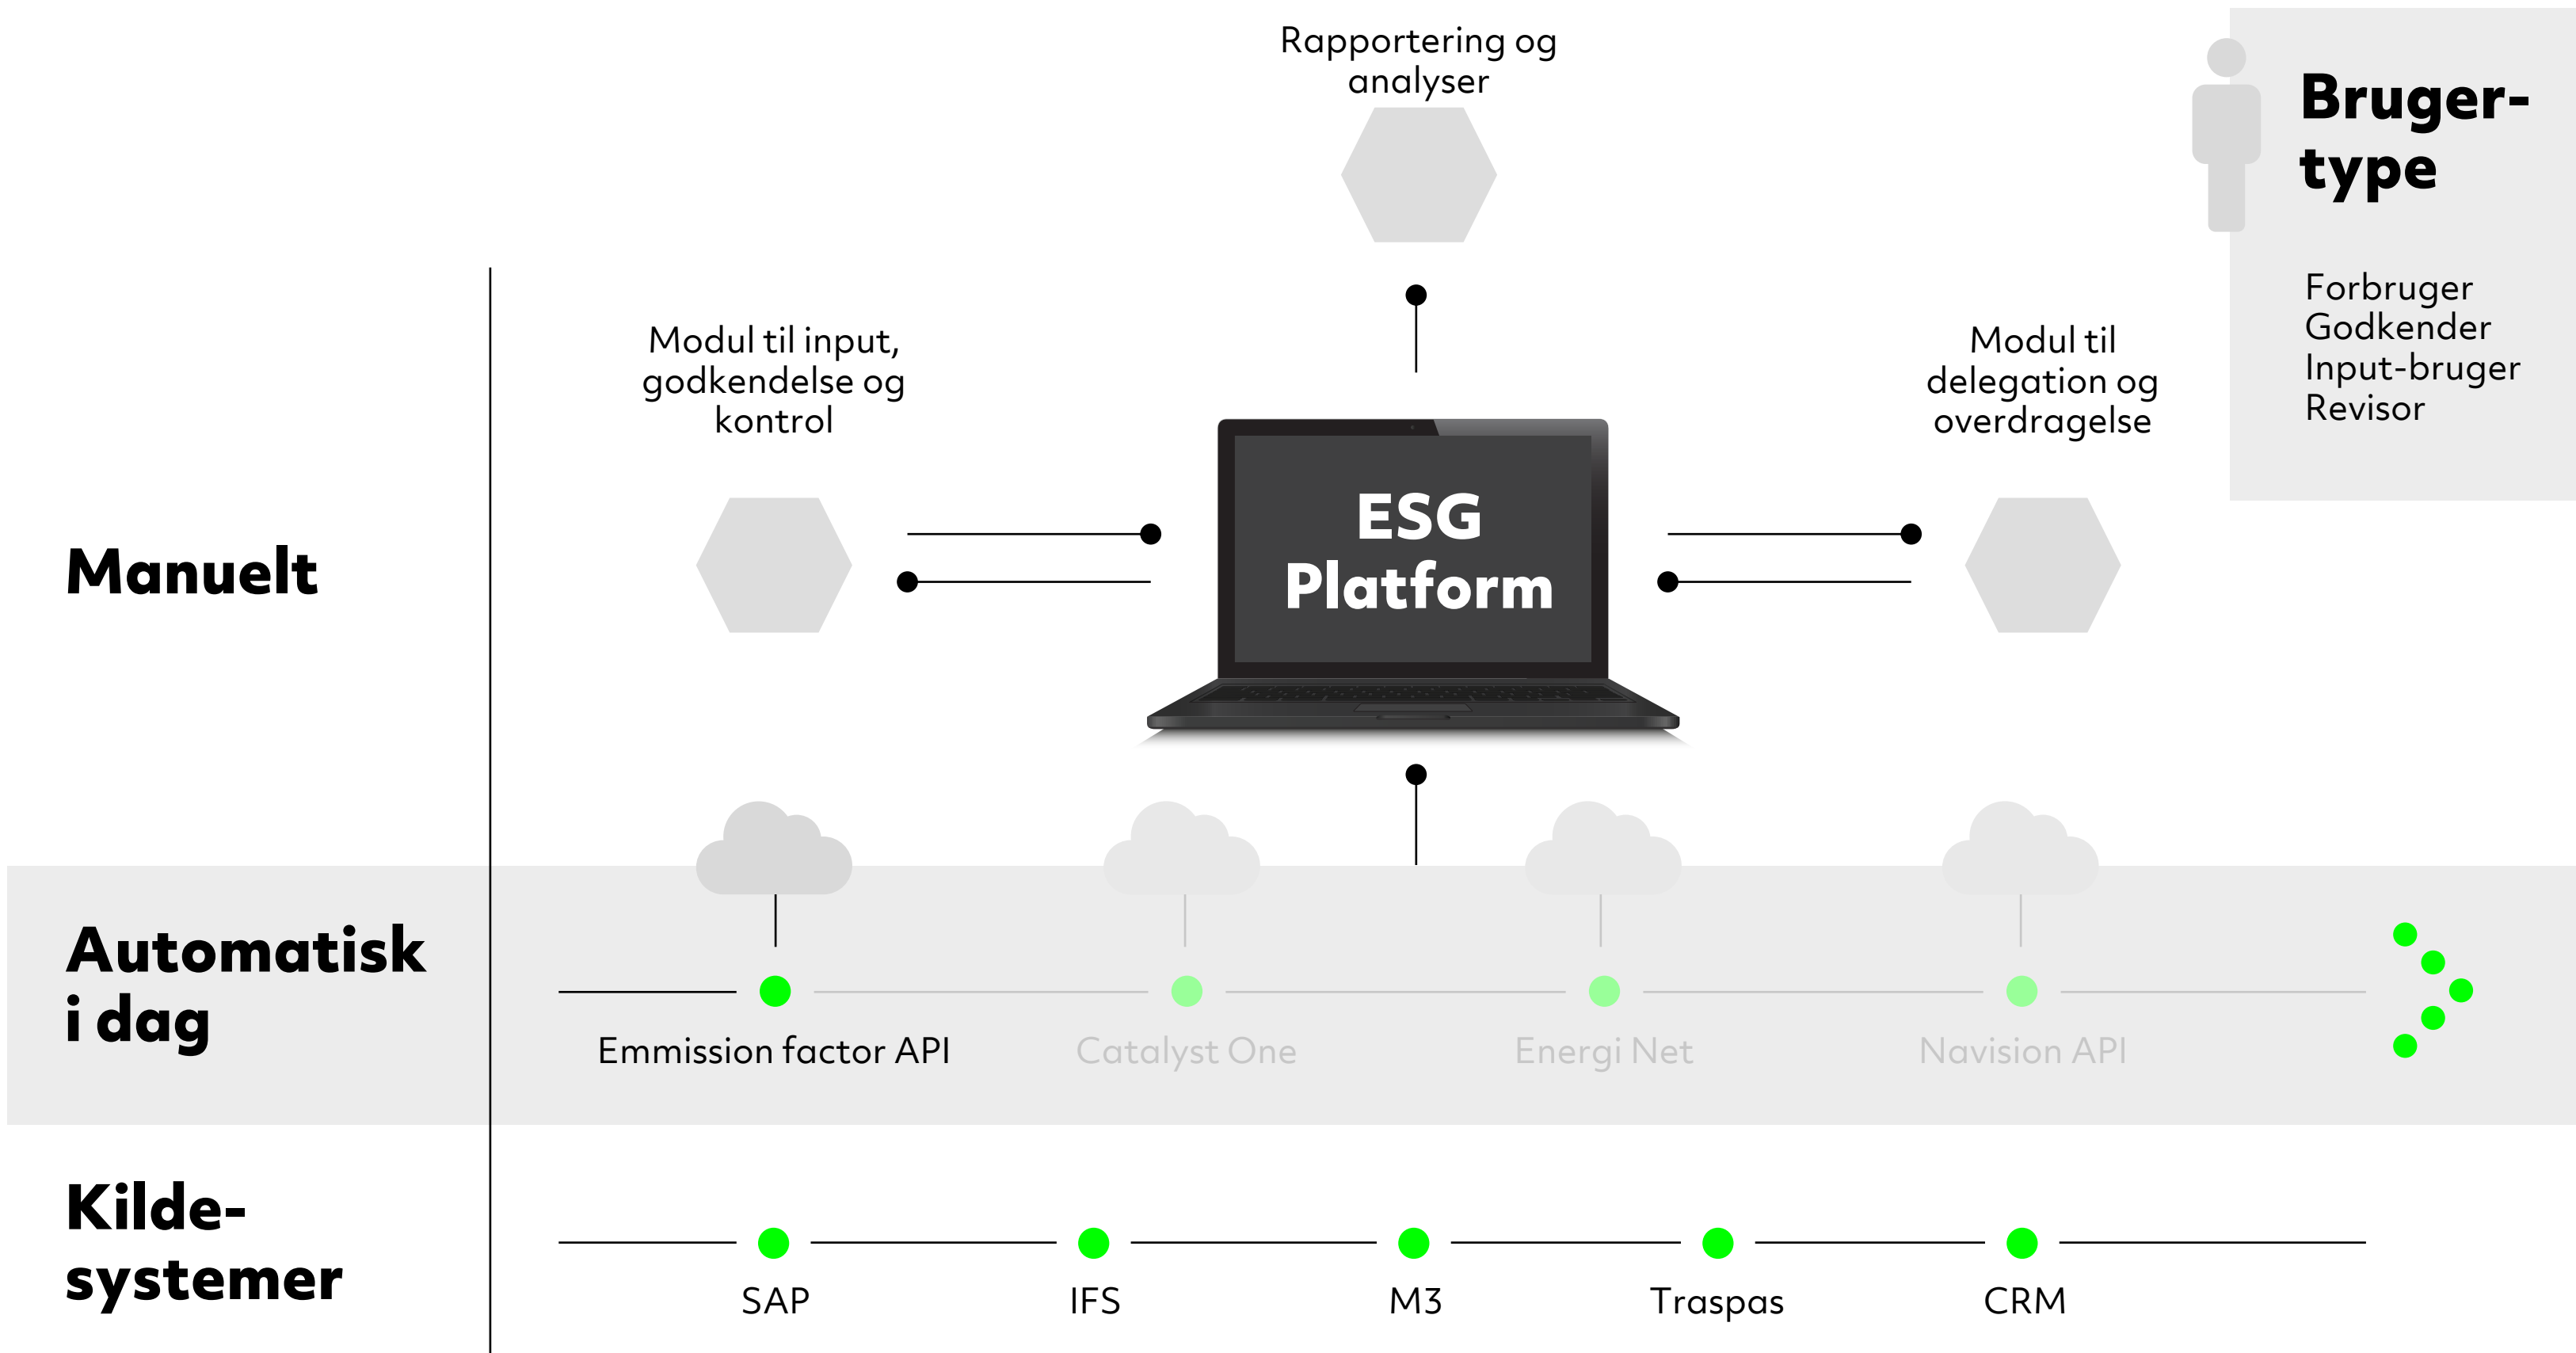 Rapportering og
analyser
Bruger-
type
Forbruger
Godkender
Input-bruger
Revisor
Modul til input,
godkendelse og
kontrol
Modul til
delegation og
overdragelse
Manuelt
ESG
Platform
Automatisk
i dag
Emmission factor API
Catalyst One
Energi Net
Navision API
Kilde-
systemer
SAP
IFS
M3
Traspas
CRM